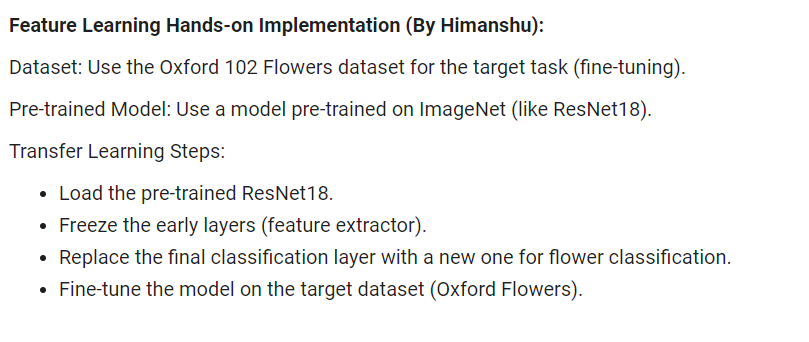 Feature Learning Hands-on Implementation (By Himanshu):
Dataset: Use the Oxford 102 Flowers dataset for the target task (fine-tuning).
Pre-trained Model: Use a model pre-trained on ImageNet (like ResNet18).
Transfer Learning Steps:
• Load the pre-trained ResNet18.
• Freeze the early layers (feature extractor).
• Replace the final classification layer with a new one for flower classification.
• Fine-tune the model on the target dataset (Oxford Flowers).